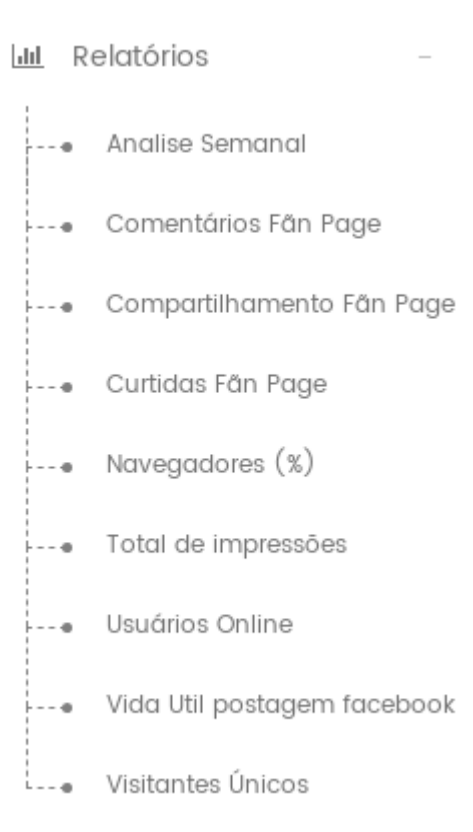 Relatórios
Analise Semanal
Comentários Fãn Page
Compartilhamento Fãn Page
Curtidas Fãn Page
Navegadores (%)
Total de impressões
Usuários Online
Vida Util postagem facebook
Visitantes Únicos